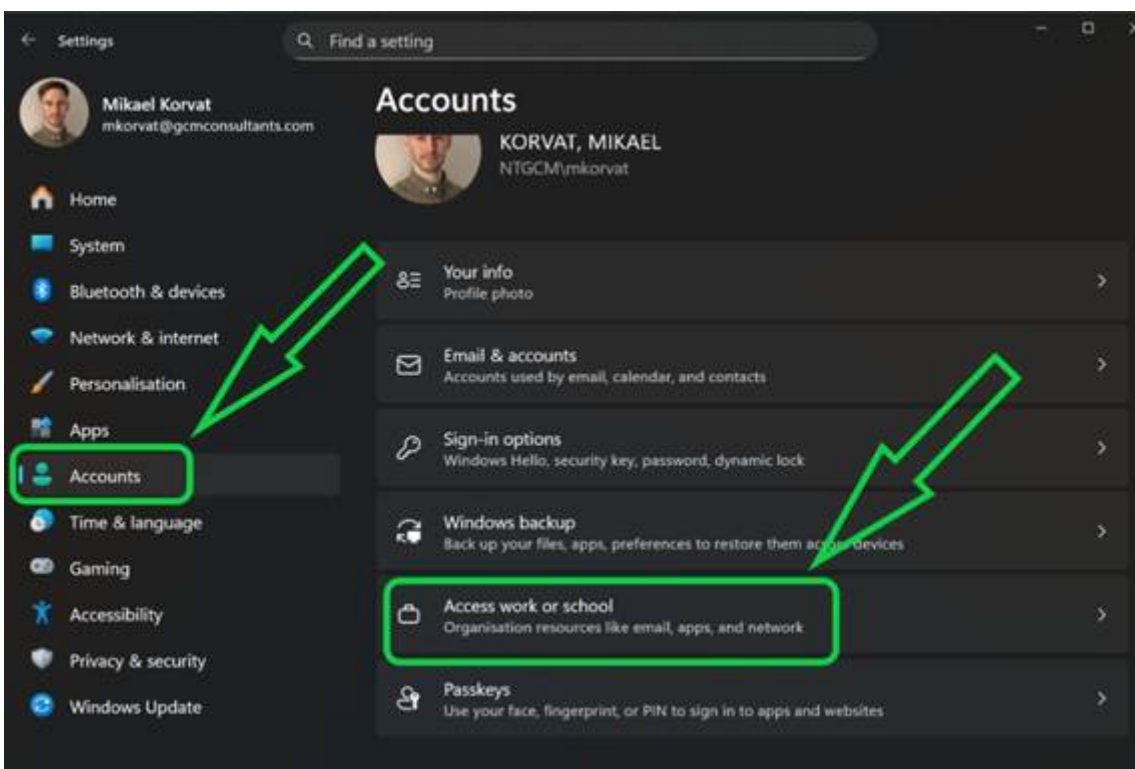 Settings
Find a setting
Mikael Korvat
mkorvat@gcmconsultants.com
Home
System
Bluetooth & devices
Network & internet
Personalisation
Apps
Accounts
Time & language
Gaming
Accessibility
Privacy & security
Windows Update
Accounts
KORVAT, MIKAEL
NTGCM\mkorvat
Your info
Profile photo
Email & accounts
Accounts used by email, calendar, and contacts
Sign-in options
Windows Hello, security key, password, dynamic lock
Windows backup
Back up your files, apps, preferences to restore them across devices
Access work or school
Organisation resources like email, apps, and network
Passkeys
Use your face, fingerprint, or PIN to sign in to apps and websites